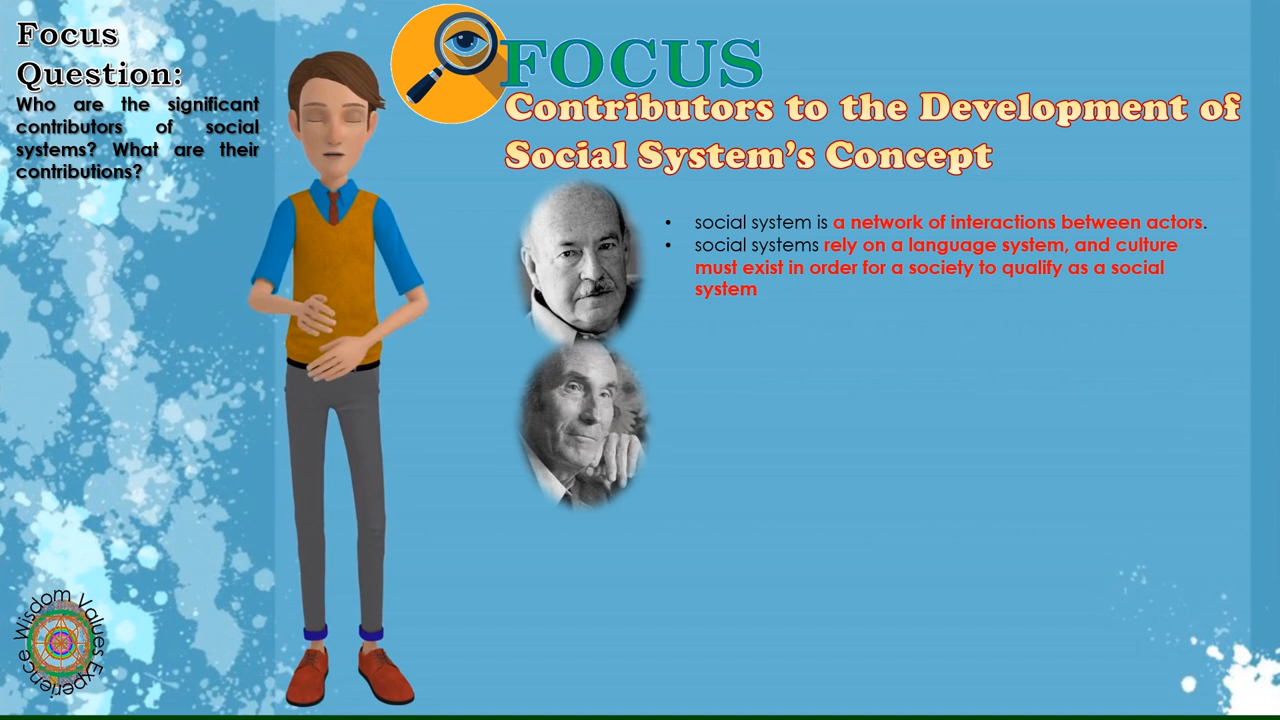 Focus
Question:
Who are the significant
contributors of social
systems? What are their
contributions?
FOCUS
Contributors to the Development of
Social System's Concept
• social system is a network of interactions between actors.
• social systems rely on a language system, and culture
must exist in order for a society to qualify as a social
system
Wisdom Values Experience